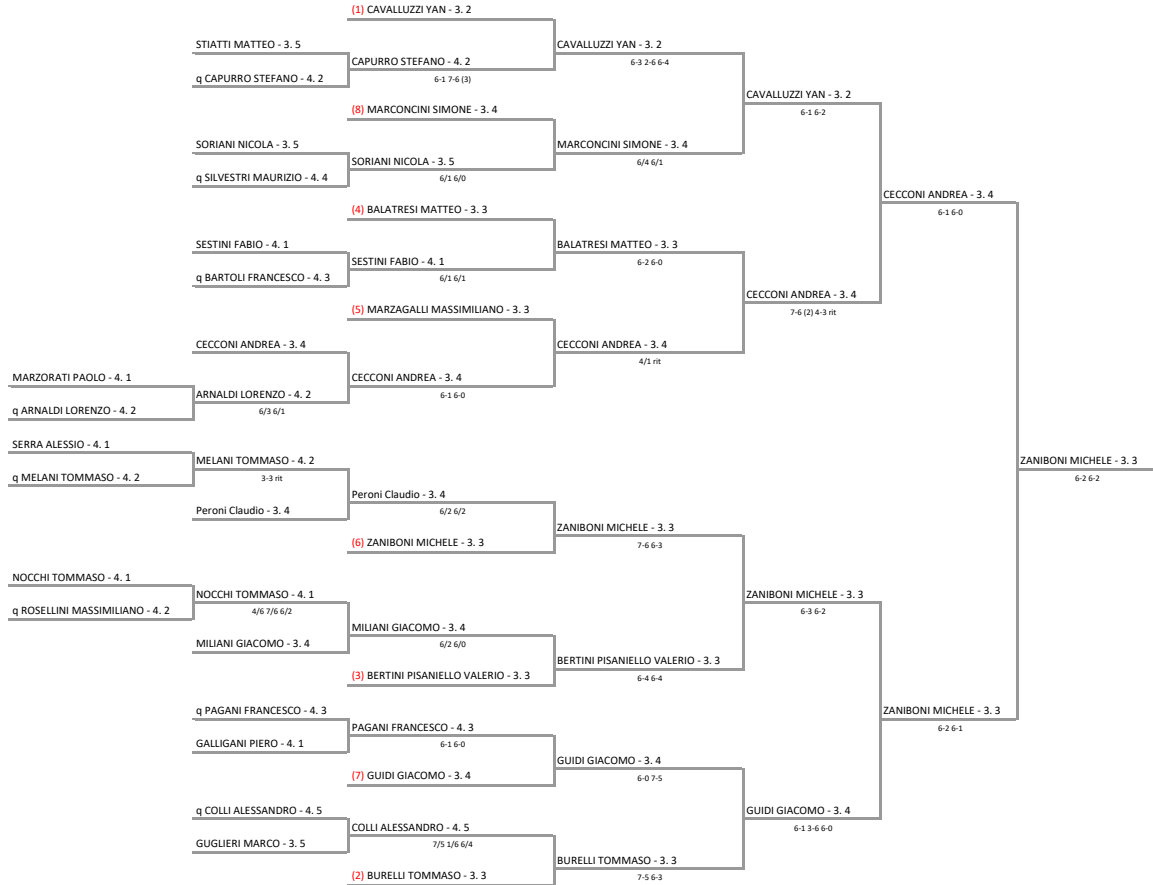 (1) CAVALLUZZI YAN - 3. 2
STIATTI MATTEO - 3. 5
CAVALLUZZI YAN - 3. 2
CAPURRO STEFANO - 4. 2
6-3 2-6 6-4
q CAPURRO STEFANO - 4. 2
6-1 7-6 (3)
CAVALLUZZI YAN - 3. 2
(8) MARCONCINI SIMONE - 3. 4
6-1 6-2
SORIANI NICOLA - 3. 5
MARCONCINI SIMONE - 3. 4
SORIANI NICOLA - 3. 5
6/4 6/1
q SILVESTRI MAURIZIO - 4. 4
6/1 6/0
CECCONI ANDREA - 3. 4
(4) BALATRESI MATTEO - 3. 3
6-1 6-0
SESTINI FABIO - 4. 1
BALATRESI MATTEO - 3. 3
SESTINI FABIO - 4. 1
6-2 6-0
q BARTOLI FRANCESCO - 4. 3
6/1 6/1
CECCONI ANDREA - 3. 4
(5) MARZAGALLI MASSIMILIANO - 3. 3
7-6 (2) 4-3 rit
CECCONI ANDREA - 3. 4
CECCONI ANDREA - 3. 4
4/1 rit
MARZORATI PAOLO - 4. 1
CECCONI ANDREA - 3. 4
ARNALDI LORENZO - 4. 2
6-1 6-0
q ARNALDI LORENZO - 4. 2
6/3 6/1
SERRA ALESSIO - 4. 1
MELANI TOMMASO - 4. 2
ZANIBONI MICHELE - 3. 3
q MELANI TOMMASO - 4. 2
3-3 rit
6-2 6-2
Peroni Claudio - 3. 4
Peroni Claudio - 3. 4
6/2 6/2
ZANIBONI MICHELE - 3. 3
(6) ZANIBONI MICHELE - 3. 3
7-6 6-3
NOCCHI TOMMASO - 4. 1
NOCCHI TOMMASO - 4. 1
ZANIBONI MICHELE - 3. 3
q ROSELLINI MASSIMILIANO - 4. 2
4/6 7/6 6/2
6-3 6-2
MILIANI GIACOMO - 3. 4
MILIANI GIACOMO - 3. 4
6/2 6/0
BERTINI PISANIELLO VALERIO - 3. 3
(3) BERTINI PISANIELLO VALERIO - 3. 3
6-4 6-4
q PAGANI FRANCESCO - 4. 3
ZANIBONI MICHELE - 3. 3
PAGANI FRANCESCO - 4. 3
6-2 6-1
GALLIGANI PIERO - 4. 1
6-1 6-0
GUIDI GIACOMO - 3. 4
(7) GUIDI GIACOMO - 3. 4
6-0 7-5
q COLLI ALESSANDRO - 4. 5
GUIDI GIACOMO - 3. 4
COLLI ALESSANDRO - 4. 5
6-1 3-6 6-0
GUGLIERI MARCO - 3. 5
7/5 1/6 6/4
BURELLI TOMMASO - 3. 3
(2) BURELLI TOMMASO - 3. 3
7-5 6-3